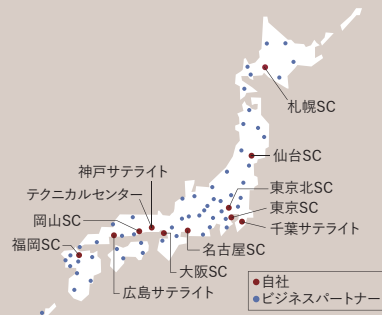 札幌SC
仙台SC
神戸サテライト
テクニカルセンター
東京北SC
岡山SC
東京SC
福岡SC
千葉サテライト
名古屋SC
大阪SC
広島サテライト
自社
ビジネスパートナー